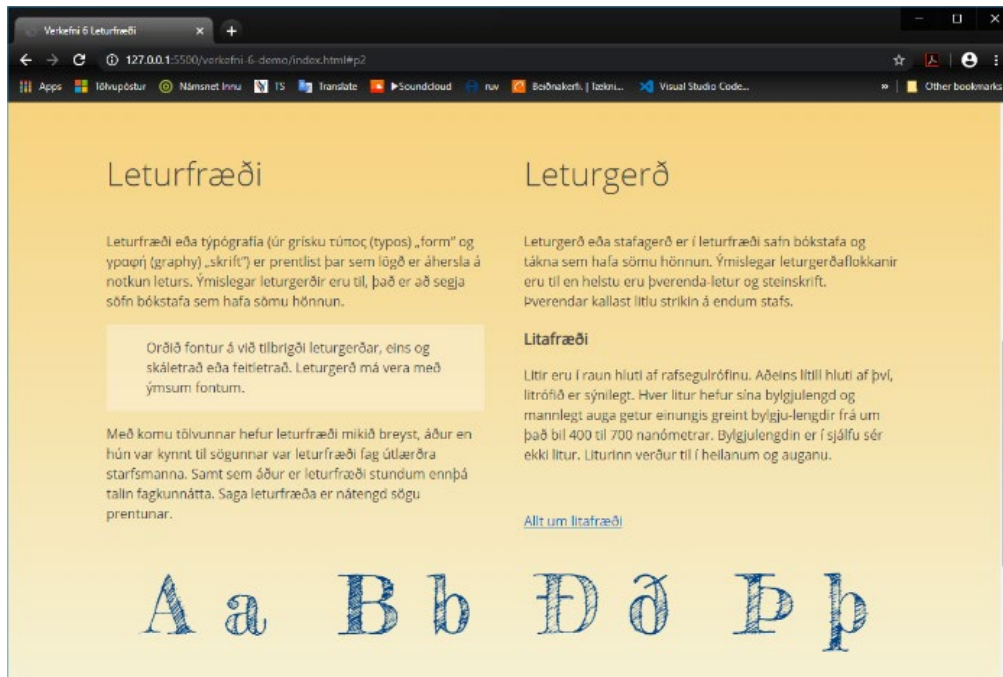 Verkefni 6 Leturfræði
127.0.0.1:5500/verkefni-6-demo/index.html#p2
Apps Tölvupóstur Námsnet Innu TS Translate ►Soundcloud ruv Beiðnakerfi. | Tækni... Visual Studio Code... » Other bookmarks
Leturfræði
Leturfræði eða týpógrafía (úr grísku τύπος (typos) „form" og
γραφή (graphy) „skrift") er prentlist þar sem lögð er áhersla á
notkun leturs. Ýmislegar leturgerðir eru til, það er að segja
söfn bókstafa sem hafa sömu hönnun.
Orðið fontur á við tilbrigði leturgerðar, eins og
skáletrað eða feitletrað. Leturgerð má vera með
ýmsum fontum.
Með komu tölvunnar hefur leturfræði mikið breyst, áður en
hún var kynnt til sögunnar var leturfræði fag útlærðra
starfsmanna. Samt sem áður er leturfræði stundum ennþá
talin fagkunnátta. Saga leturfræða er nátengd sögu
prentunar.
Leturgerð
Leturgerð eða stafagerð er í leturfræði safn bókstafa og
tákna sem hafa sömu hönnun. Ýmislegar leturgerðaflokkanir
eru til en helstu eru þverenda-letur og steinskrift.
Þverendar kallast litlu strikin á endum stafs.
Litafræði
Litir eru í raun hluti af rafsegulrófinu. Aðeins lítill hluti af því,
litrófið er sýnilegt. Hver litur hefur sína bylgjulengd og
mannlegt auga getur einungis greint bylgju-lengdir frá um
það bil 400 til 700 nanómetrar. Bylgjulengdin er í sjálfu sér
ekki litur. Liturinn verður til í heilanum og auganu.
Allt um litafræði
A a B b Ð ð Þ þ